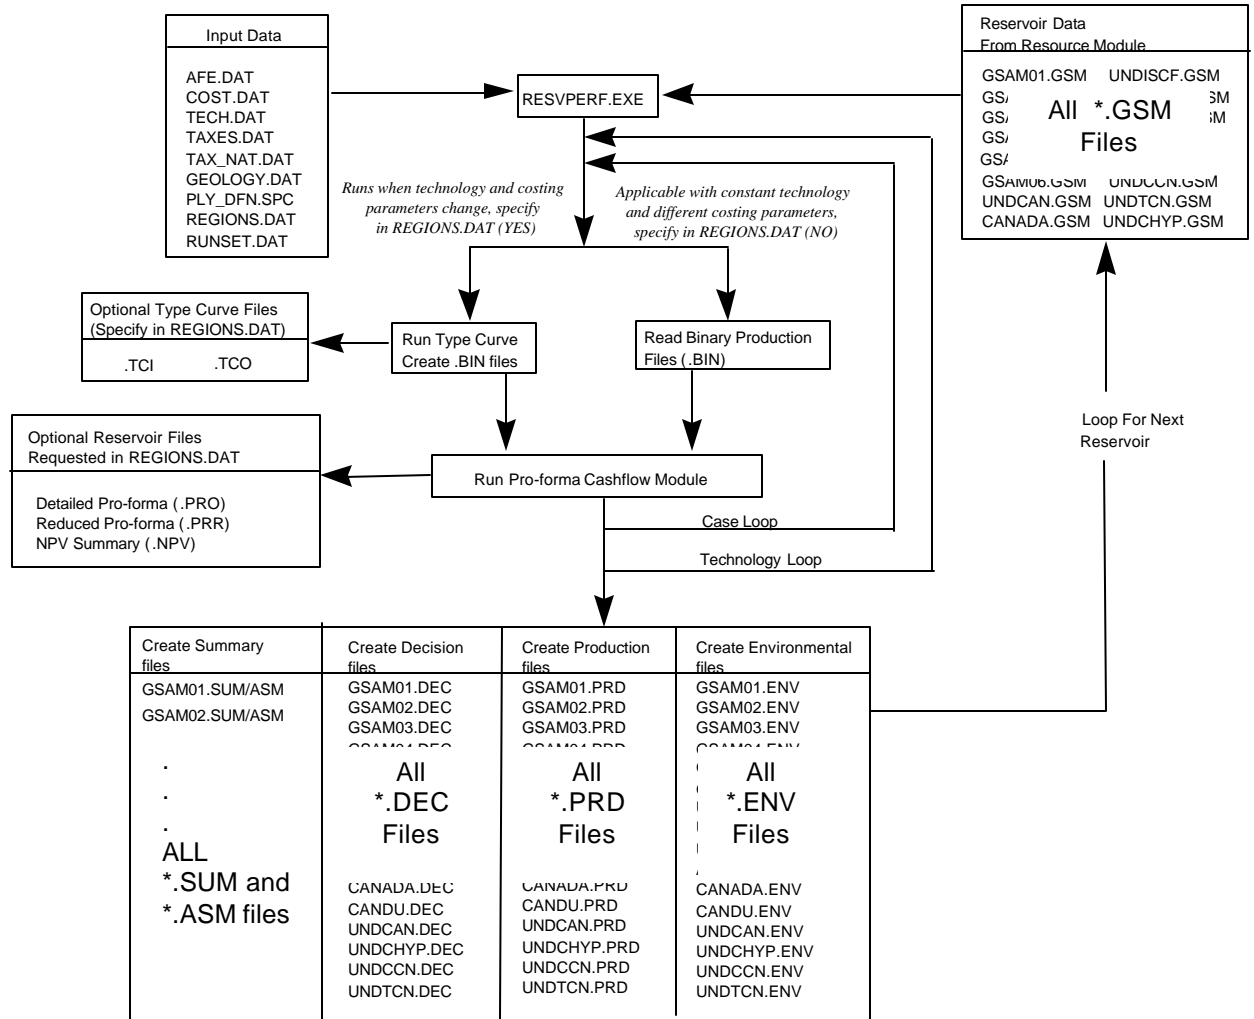 Input Data
AFE.DAT
COST.DAT
TECH.DAT
TAXES.DAT
TAX_NAT.DAT
GEOLOGY.DAT
PLY_DFN.SPC
REGIONS.DAT
RUNSET.DAT
RESVPERF.EXE
Reservoir Data
From Resource Module
GSAM01.GSM UNDISCF.GSM
All *.GSM
Files
GSAM06.GSM UNDCCN.GSM
UNDCAN.GSM UNDTCN.GSM
CANADA.GSM UNDCHYP.GSM
Runs when technology and costing
parameters change, specify
in REGIONS.DAT (YES)
Applicable with constant technology
and different costing parameters,
specify in REGIONS.DAT (NO)
Optional Type Curve Files
(Specify in REGIONS.DAT)
.TCI .TCO
Run Type Curve
Create .BIN files
Read Binary Production
Files (.BIN)
Loop For Next
Reservoir
Optional Reservoir Files
Requested in REGIONS.DAT
Detailed Pro-forma (.PRO)
Reduced Pro-forma (.PRR)
NPV Summary (.NPV)
Run Pro-forma Cashflow Module
Case Loop
Technology Loop
Create Summary
files
GSAM01.SUM/ASM
GSAM02.SUM/ASM
.
.
.
ALL
*.SUM and
*.ASM files
Create Decision
files
GSAM01.DEC
GSAM02.DEC
GSAM03.DEC
GSAM04.DEC
All
*.DEC
Files
CANADA.DEC
CANDU.DEC
UNDCAN.DEC
UNDCHYP.DEC
UNDCCN.DEC
UNDTCN.DEC
Create Production
files
GSAM01.PRD
GSAM02.PRD
GSAM03.PRD
GSAM04.PRD
All
*.PRD
Files
CANADA.PRD
CANDU.PRD
UNDCAN.PRD
UNDCHYP.PRD
UNDCCN.PRD
UNDTCN.PRD
Create Environmental
files
GSAM01.ENV
GSAM02.ENV
GSAM03.ENV
GSAM04.ENV
All
*.ENV
Files
CANADA.ENV
CANDU.ENV
UNDCAN.ENV
UNDCHYP.ENV
UNDCCN.ENV
UNDTCN.ENV